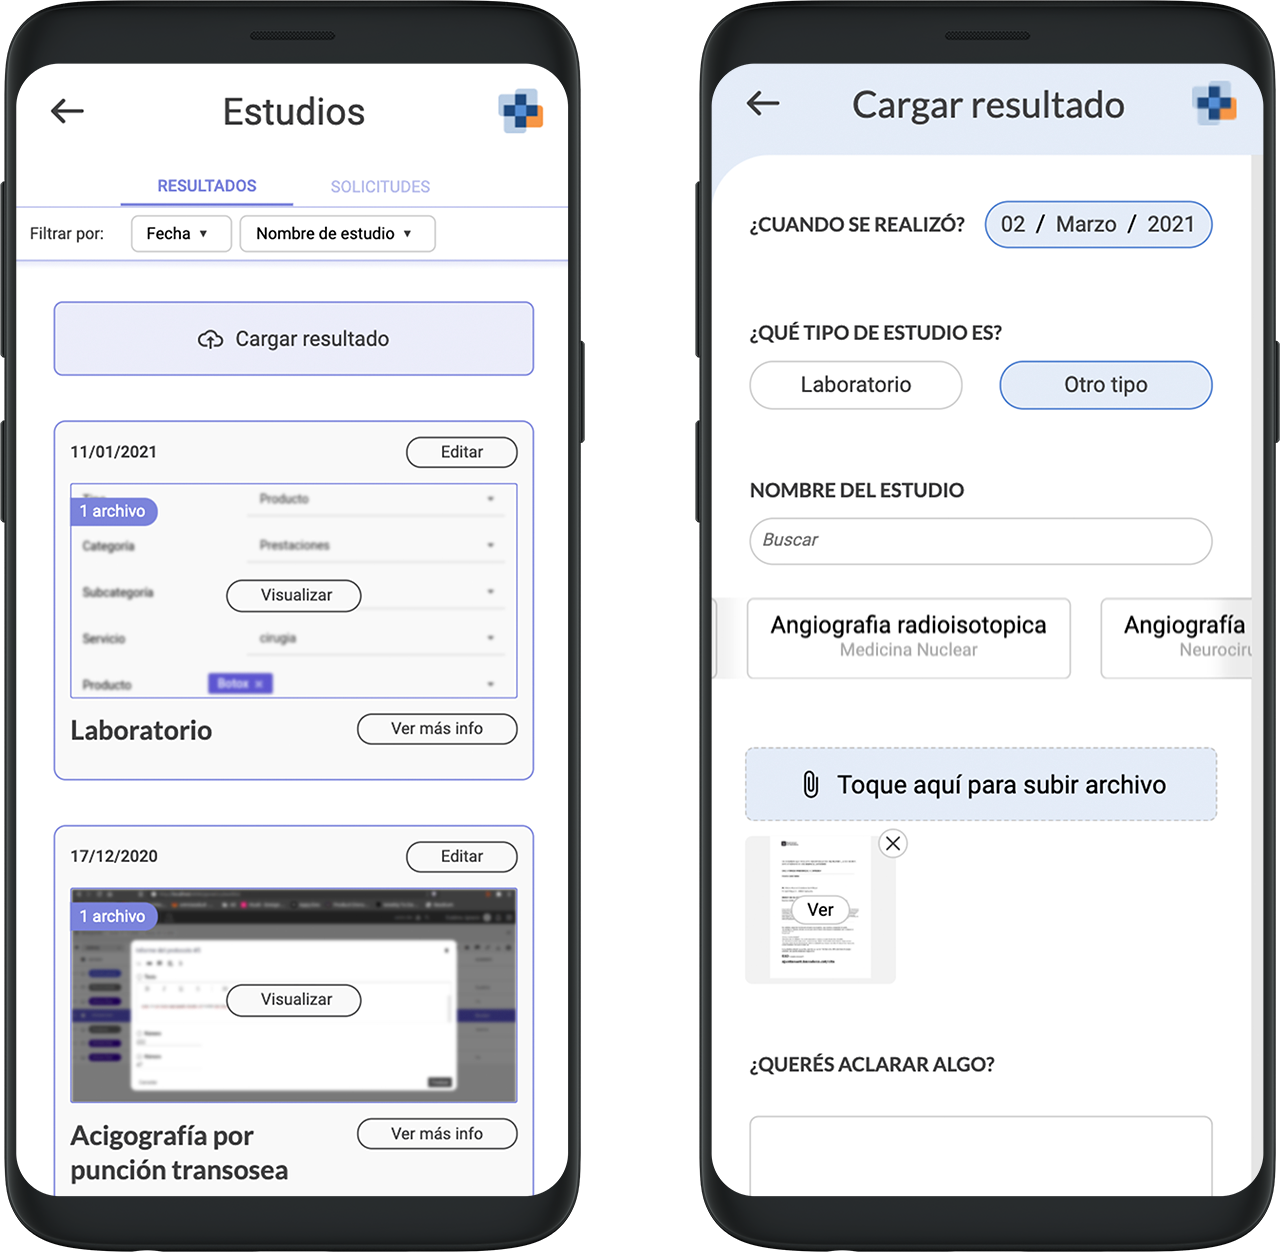 Estudios
RESULTADOS
SOLICITUDES
Filtrar por:
Fecha
Nombre de estudio
Cargar resultado
11/01/2021
Editar
1 archivo
Producto
Categoría
Prestaciones
Subcategoría
Visualizar
Servicio
cirugia
Producto
Botox ×
Laboratorio
Ver más info
17/12/2020
Editar
1 archivo
Visualizar
Acigografía por
punción transosea
Ver más info
Cargar resultado
¿CUANDO SE REALIZÓ?
02 / Marzo / 2021
¿QUÉ TIPO DE ESTUDIO ES?
Laboratorio
Otro tipo
NOMBRE DEL ESTUDIO
Buscar
Angiografia radioisotopica
Medicina Nuclear
Angiografía
Neurociru
Toque aquí para subir archivo
Ver
¿QUERÉS ACLARAR ALGO?